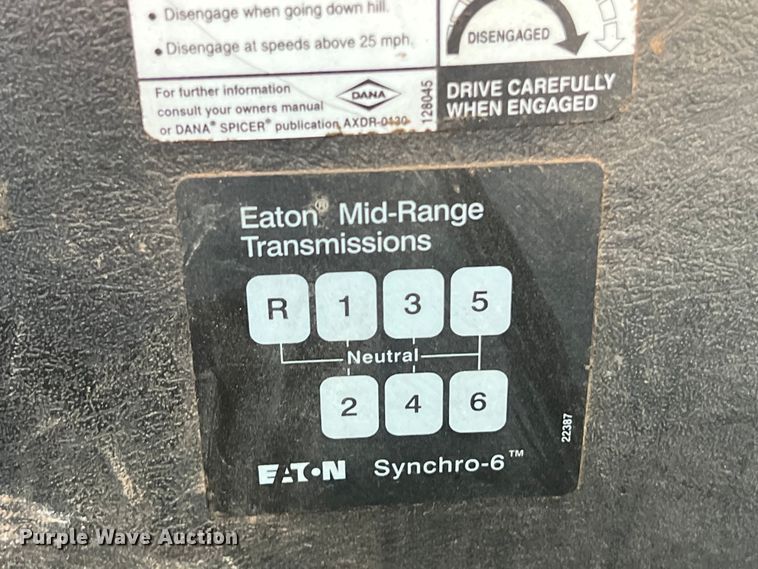 • Disengage when going down hill.
• Disengage at speeds above 25 mph.
For further information
consult your owners manual
or DANA® SPICER® publication AXDR-0430
DANA
128045
DISENGAGED
DRIVE CAREFULLY
WHEN ENGAGED
Eaton® Mid-Range
Transmissions
R 1 3 5
Neutral
2 4 6
22387
EATON Synchro-6™
Purple Wave Auction